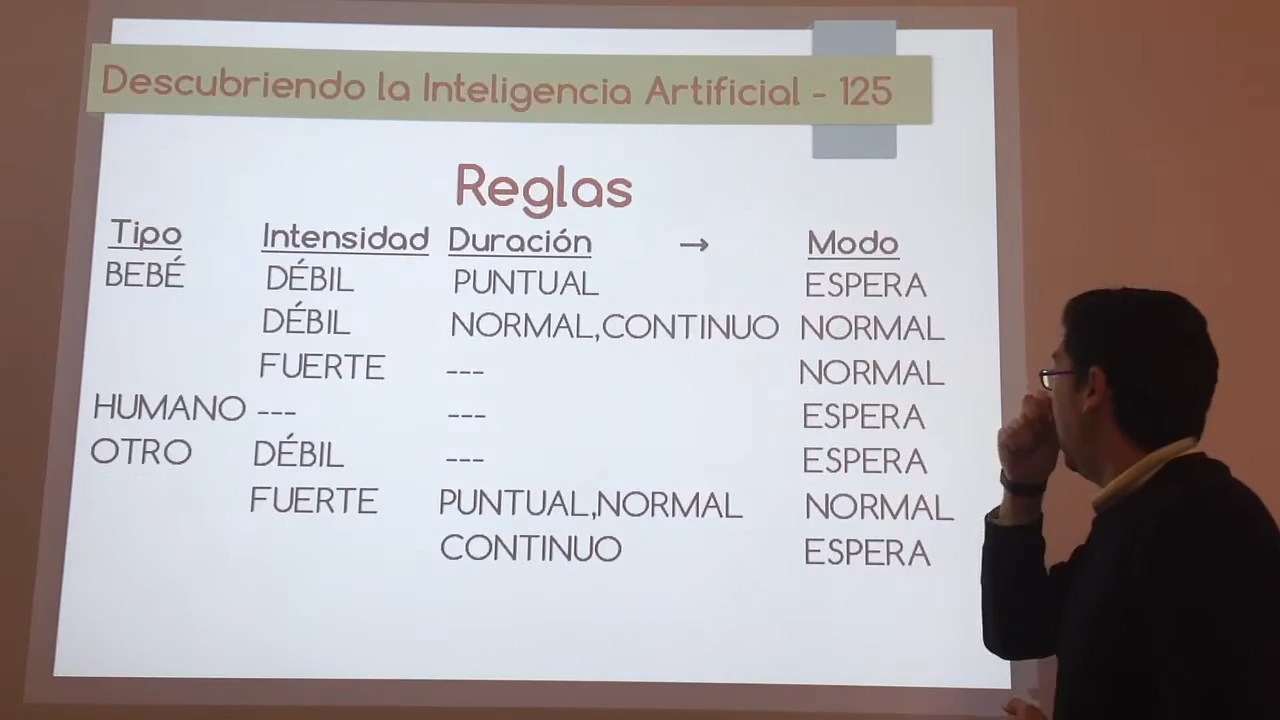 Descubriendo la Inteligencia Artificial - 125
Reglas
Tipo Intensidad Duración → Modo
BEBÉ DÉBIL PUNTUAL ESPERA
DÉBIL NORMAL,CONTINUO NORMAL
FUERTE --- NORMAL
HUMANO --- --- ESPERA
OTRO DÉBIL --- ESPERA
FUERTE PUNTUAL,NORMAL NORMAL
CONTINUO ESPERA